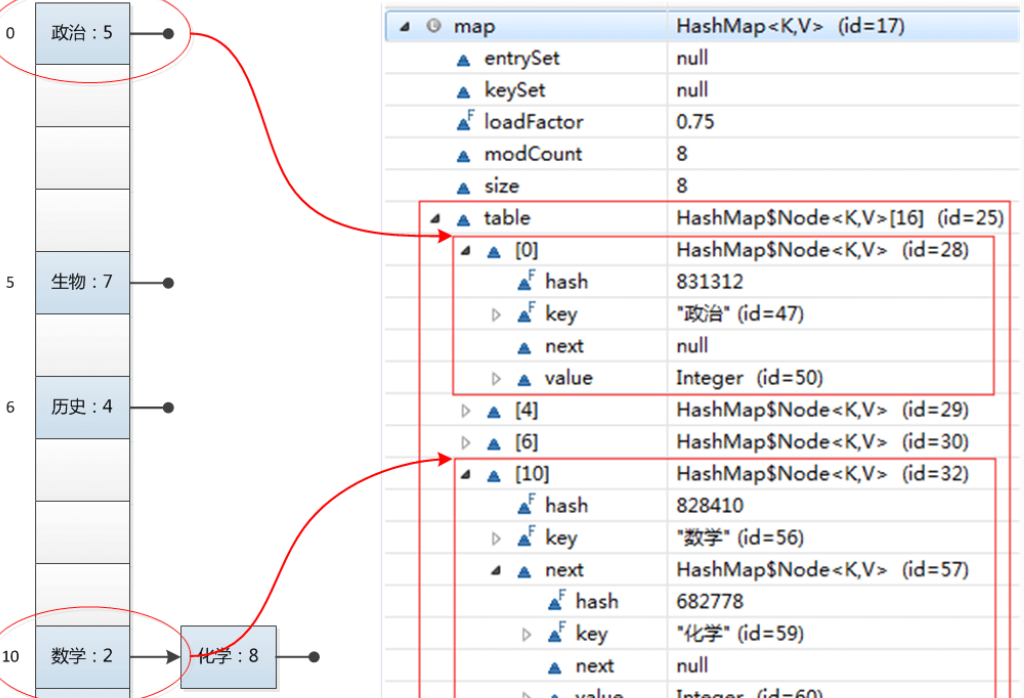 0
政治：5
5
生物：7
6
历史：4
10
数学：2
化学：8
map HashMap<K,V> (id=17)
entrySet null
keySet null
F loadFactor 0.75
modCount 8
size 8
table HashMap$Node<K,V>[16] (id=25)
[0] HashMap$Node<K,V> (id=28)
F hash 831312
F key "政治" (id=47)
next null
value Integer (id=50)
[4] HashMap$Node<K,V> (id=29)
[6] HashMap$Node<K,V> (id=30)
[10] HashMap$Node<K,V> (id=32)
F hash 828410
F key "数学" (id=56)
next HashMap$Node<K,V> (id=57)
F hash 682778
F key "化学" (id=59)
next null
value Integer (id=60)